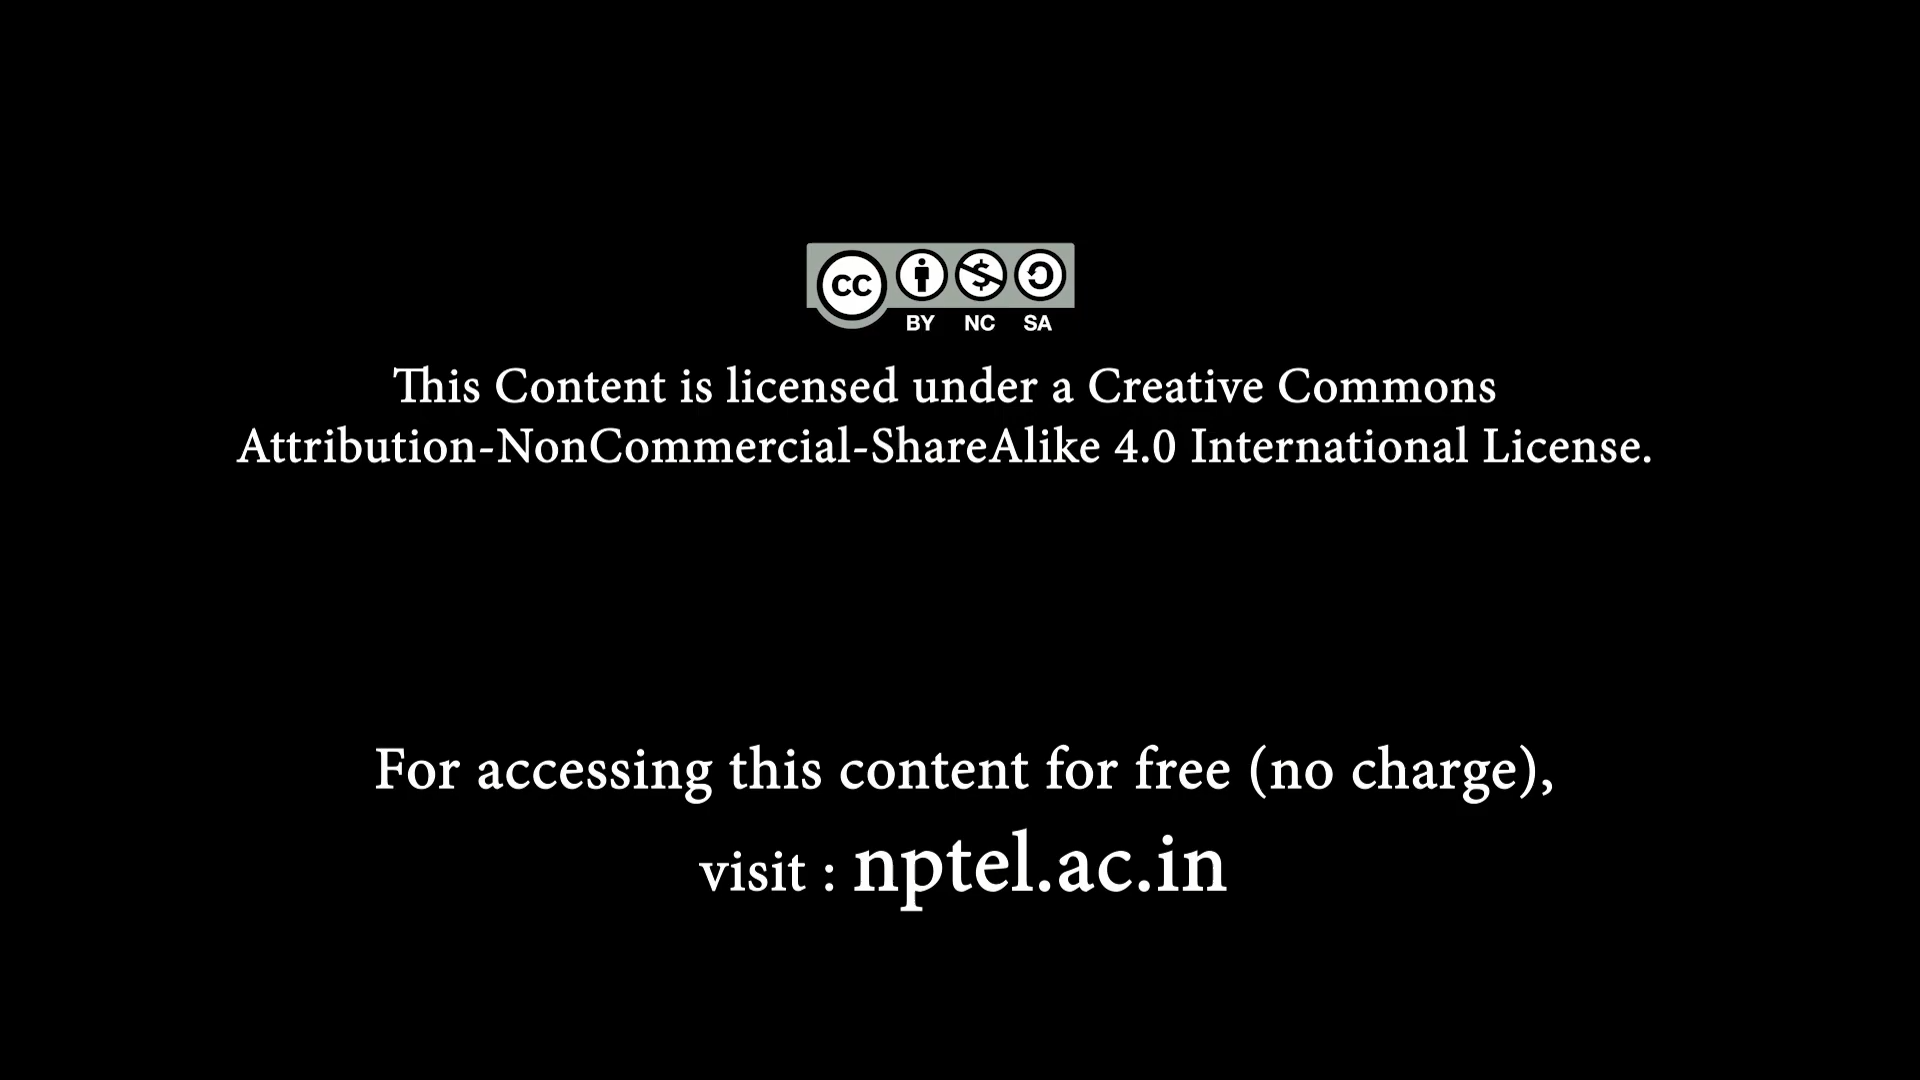 cc
BY NC SA
This Content is licensed under a Creative Commons
Attribution-NonCommercial-ShareAlike 4.0 International License.
For accessing this content for free (no charge),
visit : nptel.ac.in